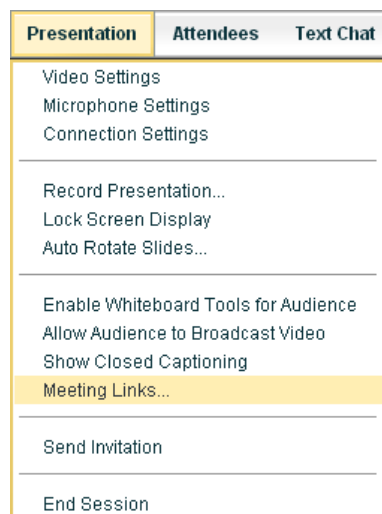 Presentation Attendees Text Chat
Video Settings
Microphone Settings
Connection Settings
Record Presentation...
Lock Screen Display
Auto Rotate Slides...
Enable Whiteboard Tools for Audience
Allow Audience to Broadcast Video
Show Closed Captioning
Meeting Links...
Send Invitation
End Session